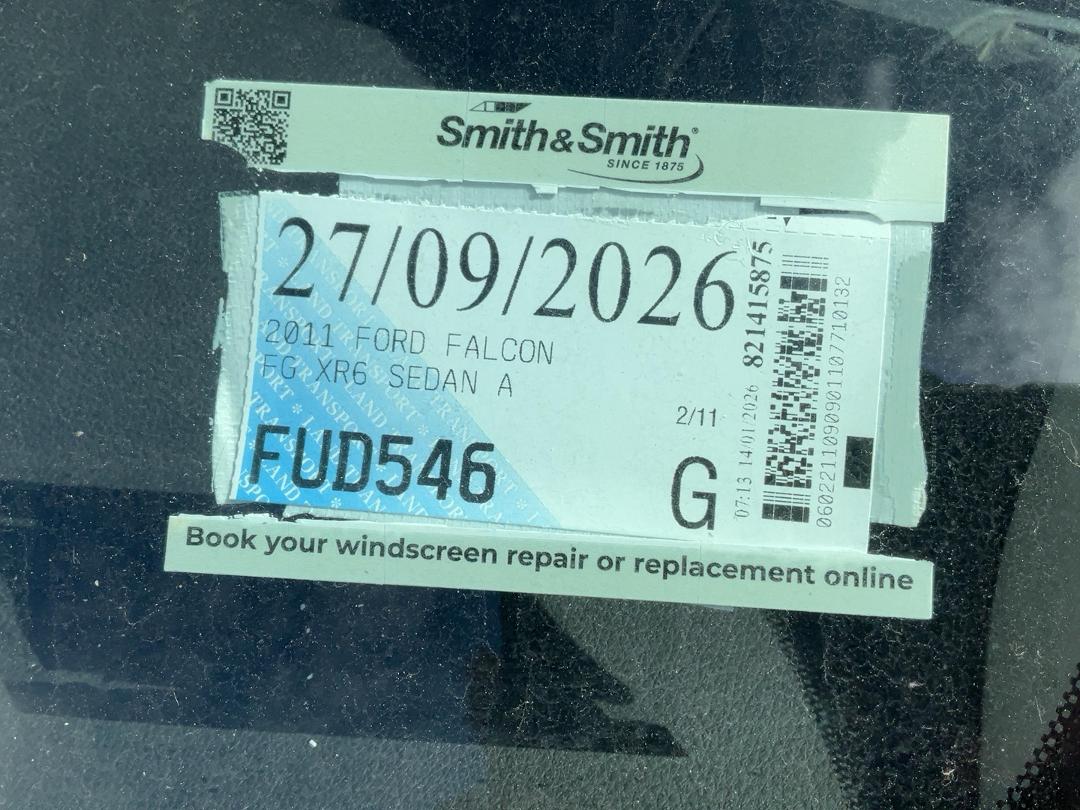 Smith&Smith®
SINCE 1875
27/09/2026
2011 FORD FALCON
FG XR6 SEDAN A
2/11
FUD546
G
07:13 14/01/2026 821415875
Book your windscreen repair or replacement online